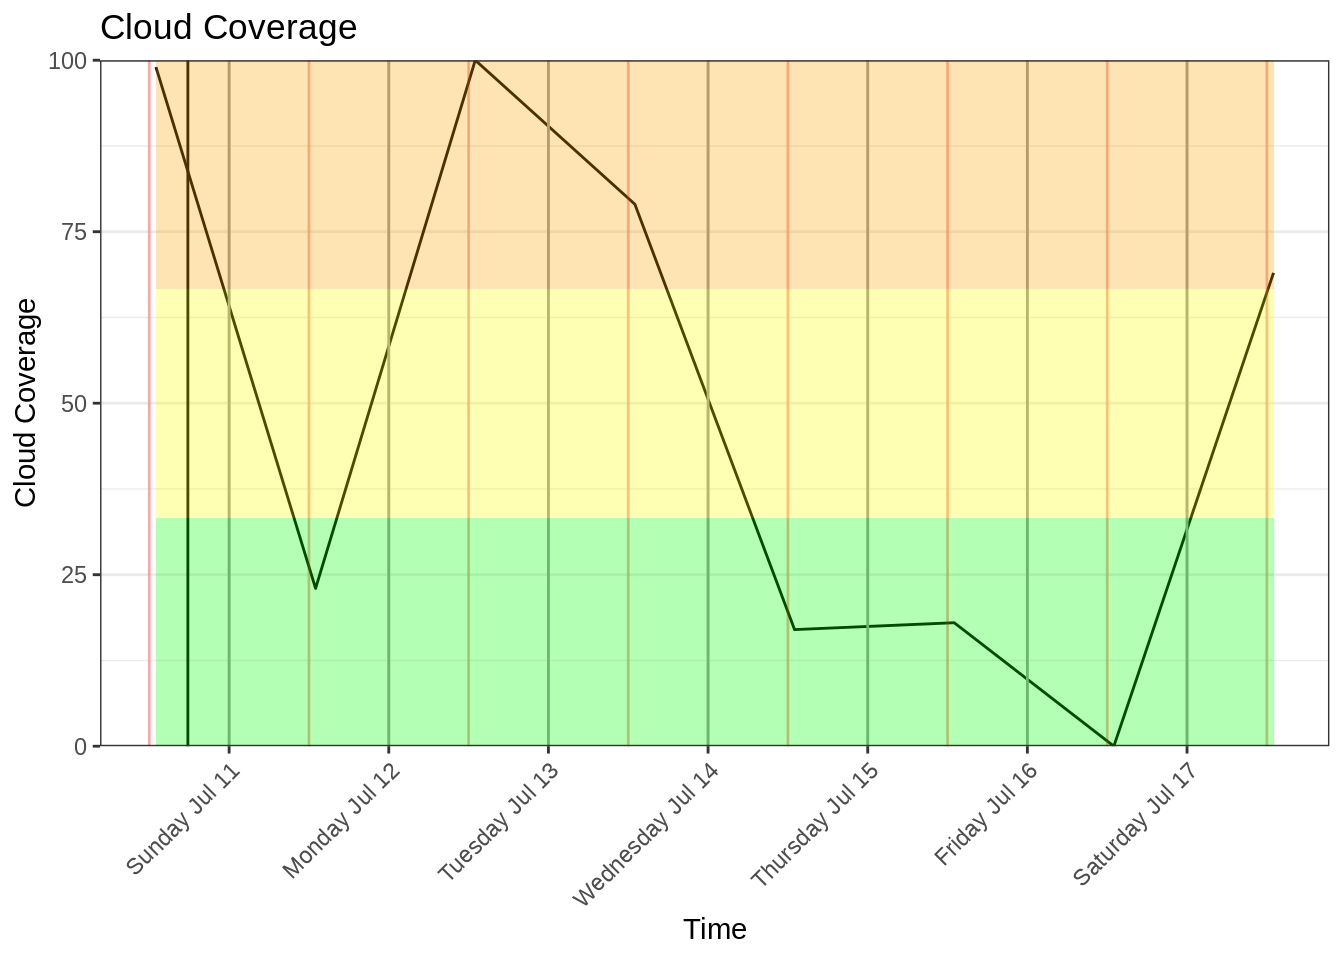 Cloud Coverage
Cloud Coverage
100
75
50
25
0
Sunday Jul 11
Monday Jul 12
Tuesday Jul 13
Wednesday Jul 14
Thursday Jul 15
Friday Jul 16
Saturday Jul 17
Time